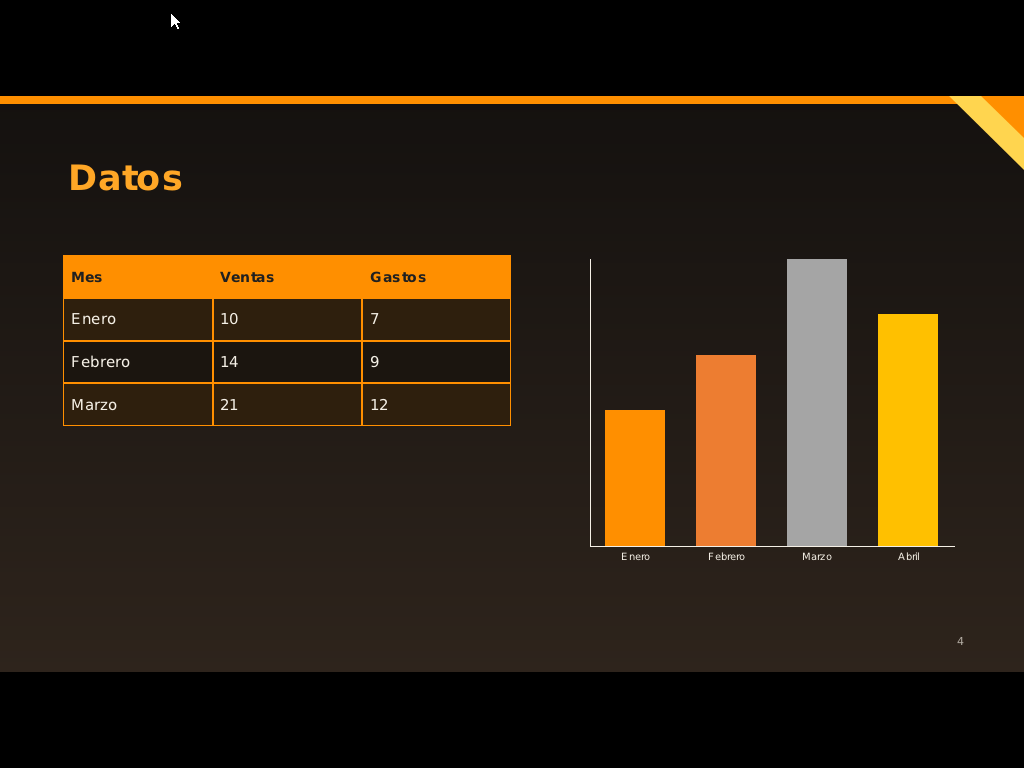 Datos
Mes Ventas Gastos
Enero 10 7
Febrero 14 9
Marzo 21 12
Enero Febrero Marzo Abril
4